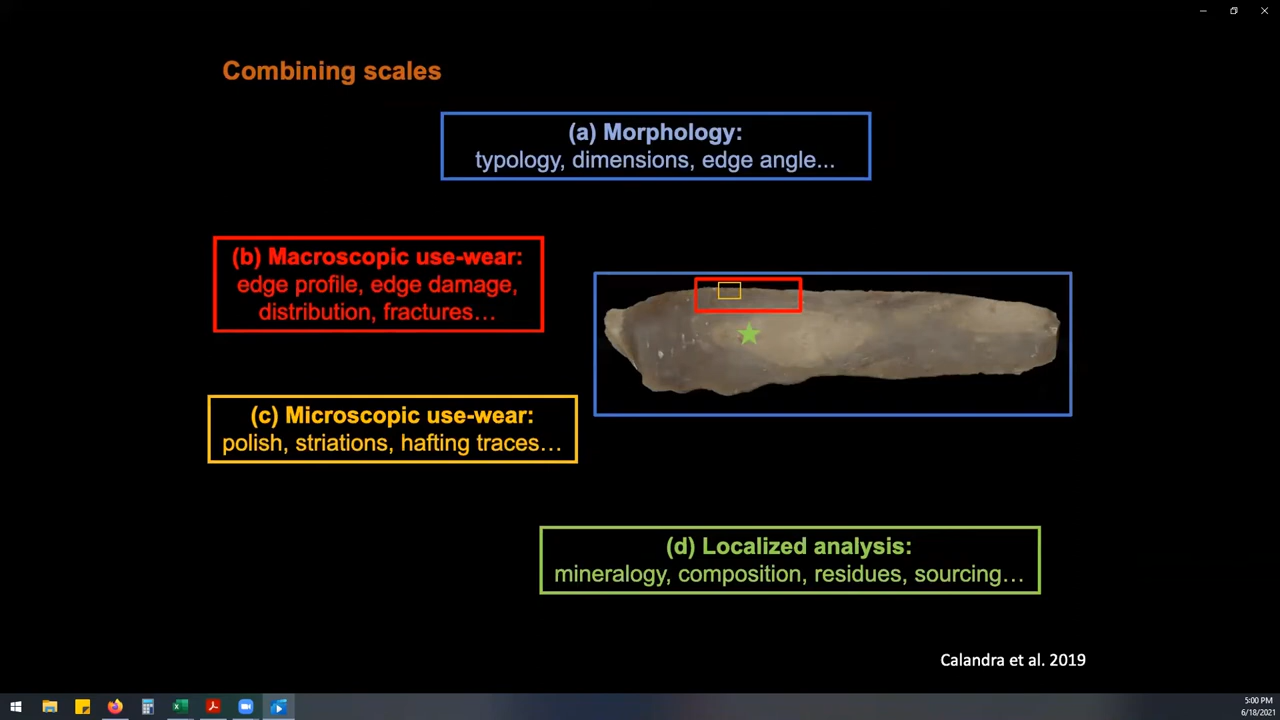 Combining scales
(a) Morphology:
typology, dimensions, edge angle...
(b) Macroscopic use-wear:
edge profile, edge damage,
distribution, fractures…
(c) Microscopic use-wear:
polish, striations, hafting traces…
(d) Localized analysis:
mineralogy, composition, residues, sourcing…
Calandra et al. 2019
5:00 PM
6/18/2021